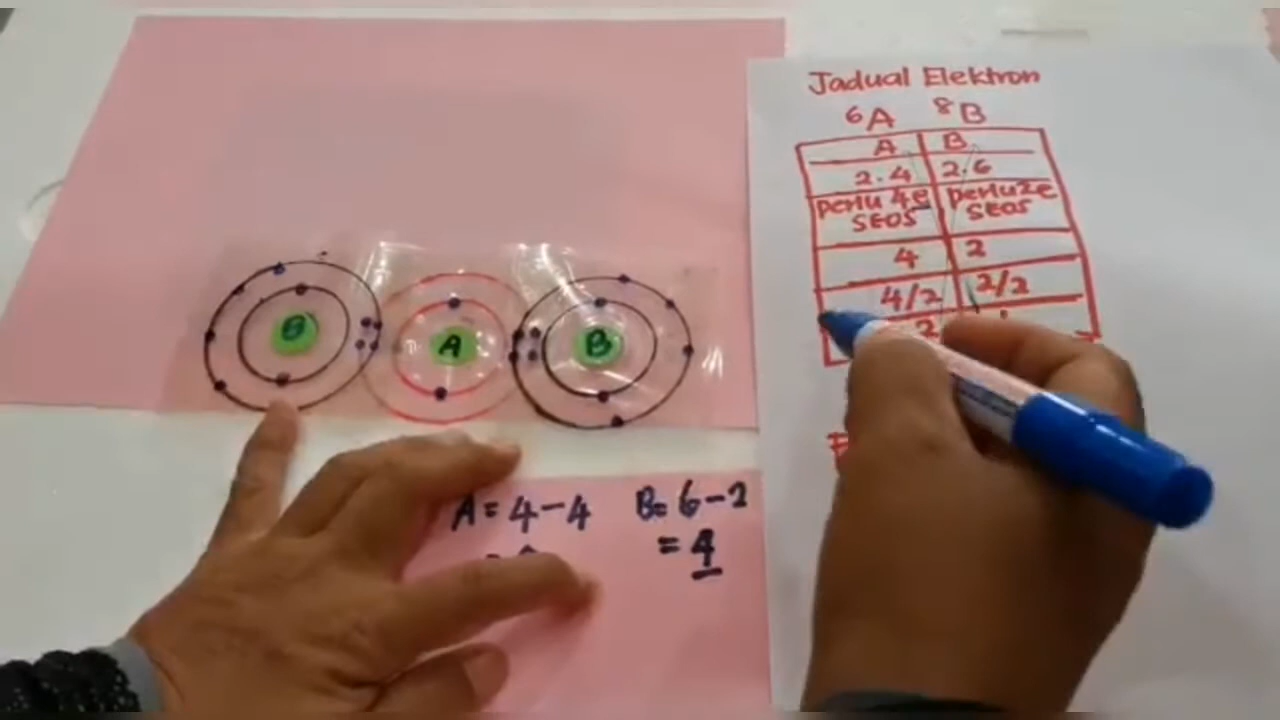 Jadual Elektron
6A 8B
A B
2.4 2.6
perlu 4e perlu 2e
SEOS SEOS
4 2
4/2 2/2
2
B A B
A = 4-4 B= 6-2
= 4